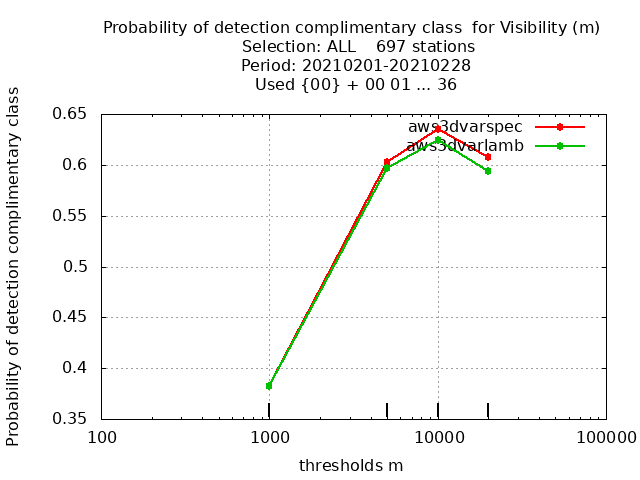 Probability of detection complimentary class  for Visibility (m)
Selection: ALL    697 stations
Period: 20210201-20210228
Used {00} + 00 01 ... 36
Probability of detection complimentary class
0.65
0.6
0.55
0.5
0.45
0.4
0.35
aws3dvarspec
aws3dvarlamb
100
1000
10000
100000
thresholds m